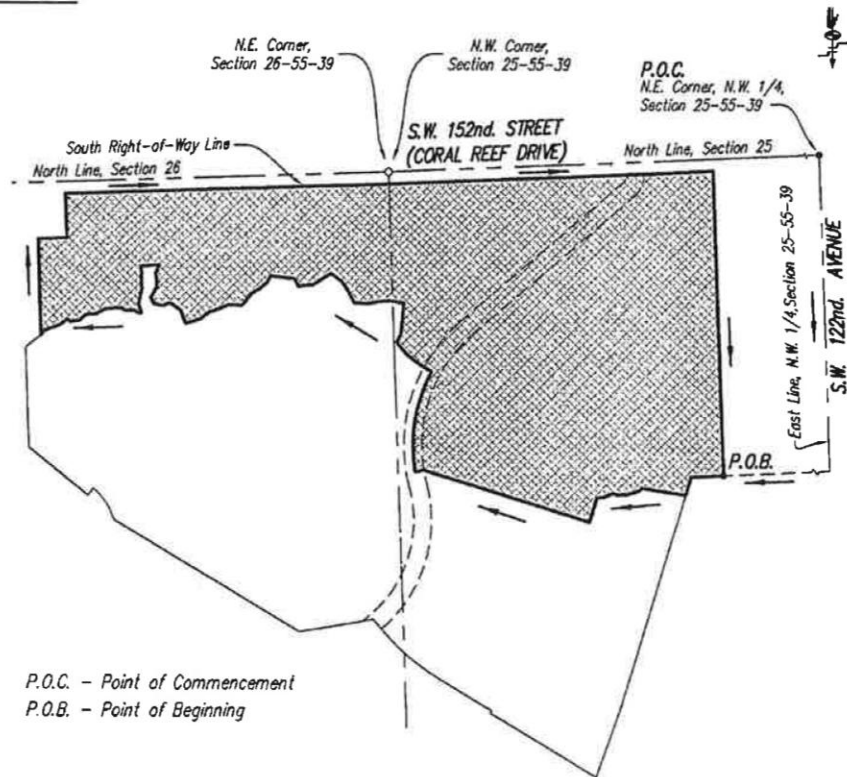 N.E. Corner,
Section 26-55-39
N.W. Corner,
Section 25-55-39
P.O.C.
N.E. Corner, N.W. 1/4,
Section 25-55-39
S.W. 152nd. STREET
(CORAL REEF DRIVE)
South Right-of-Way Line
North Line, Section 26
North Line, Section 25
East Line, N.W. 1/4, Section 25-55-39
S.W. 122nd. AVENUE
P.O.B.
P.O.C. - Point of Commencement
P.O.B. - Point of Beginning